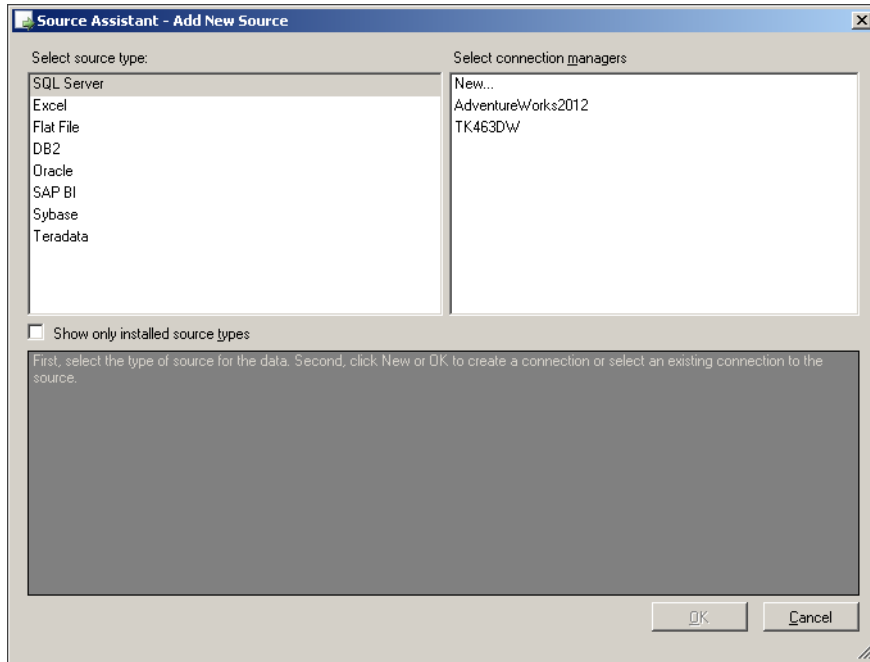 Source Assistant - Add New Source
Select source type:
SQL Server
Excel
Flat File
DB2
Oracle
SAP BI
Sybase
Teradata
Select connection managers
New...
AdventureWorks2012
TK463DW
Show only installed source types
First, select the type of source for the data. Second, click New or OK to create a connection or select an existing connection to the
source.
OK
Cancel